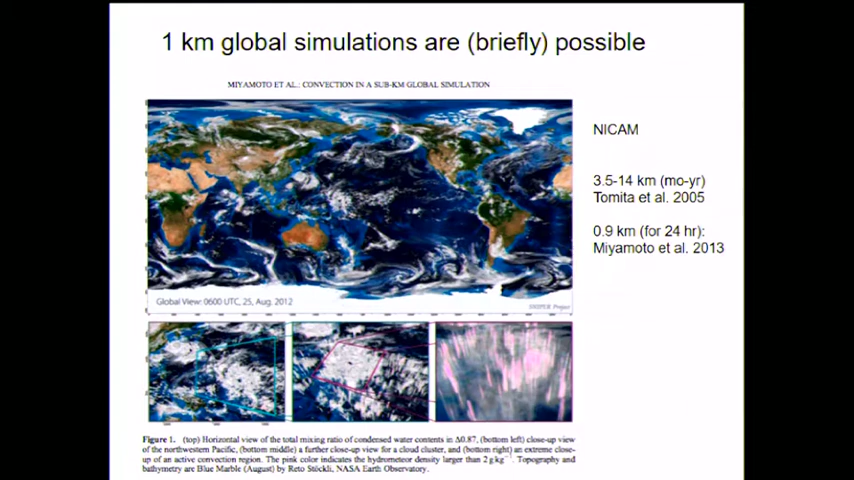 1 km global simulations are (briefly) possible
MIYAMOTO ET AL.: CONVECTION IN A SUB-KM GLOBAL SIMULATION
NICAM
3.5-14 km (mo-yr)
Tomita et al. 2005
0.9 km (for 24 hr):
Miyamoto et al. 2013
Global View: 0600 UTC, 25, Aug. 2012
Figure 1. (top) Horizontal view of the total mixing ratio of condensed water contents in Δ0.87, (bottom left) close-up view
of the northwestern Pacific, (bottom middle) a further close-up view for a cloud cluster, and (bottom right) an extreme close-
up of an active convection region. The pink color indicates the hydrometeor density larger than 2 g kg⁻¹. Topography and
bathymetry are Blue Marble (August) by Reto Stöckli, NASA Earth Observatory.